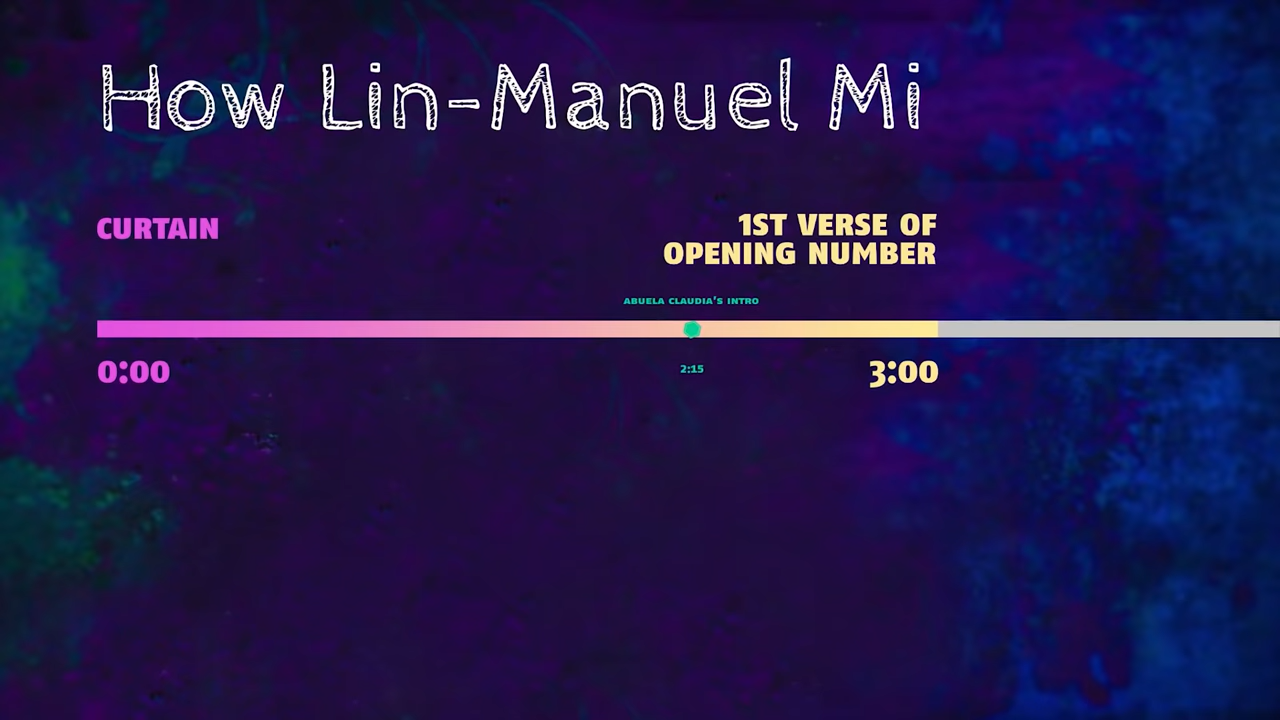 How Lin-Manuel Mi
CURTAIN
1ST VERSE OF
OPENING NUMBER
ABUELA CLAUDIA'S INTRO
0:00
2:15
3:00